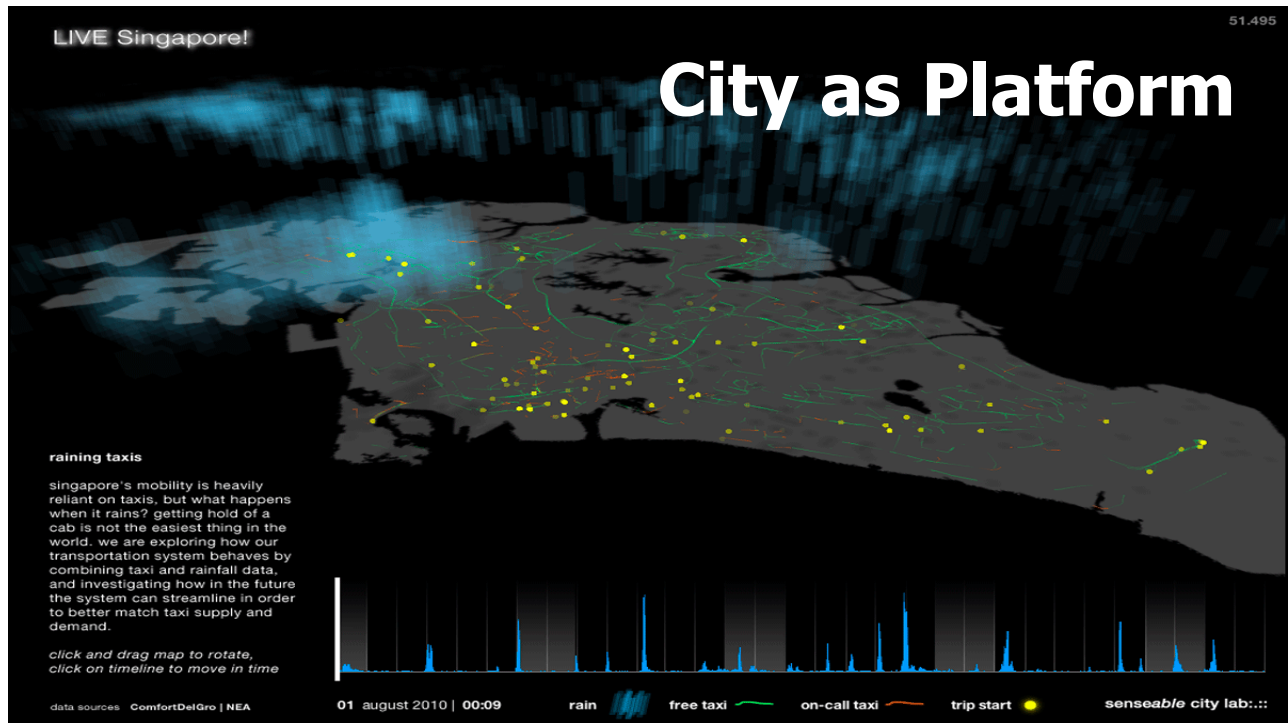 LIVE Singapore!
51.495
City as Platform
raining taxis
singapore's mobility is heavily
reliant on taxis, but what happens
when it rains? getting hold of a
cab is not the easiest thing in the
world. we are exploring how our
transportation system behaves by
combining taxi and rainfall data,
and investigating how in the future
the system can streamline in order
to better match taxi supply and
demand.
click and drag map to rotate,
click on timeline to move in time
data sources ComfortDelGro | NEA
01 august 2010 | 00:09
rain
free taxi
on-call taxi
trip start
senseable city lab:.::